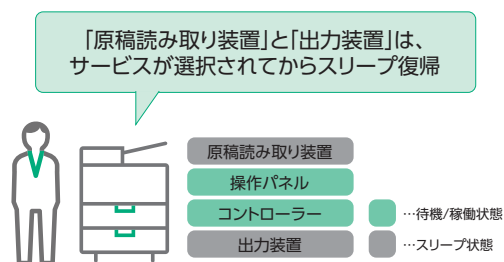 「原稿読み取り装置」と「出力装置」は、
サービスが選択されてからスリープ復帰
原稿読み取り装置
操作パネル
コントローラー
出力装置
…待機/稼働状態
…スリープ状態